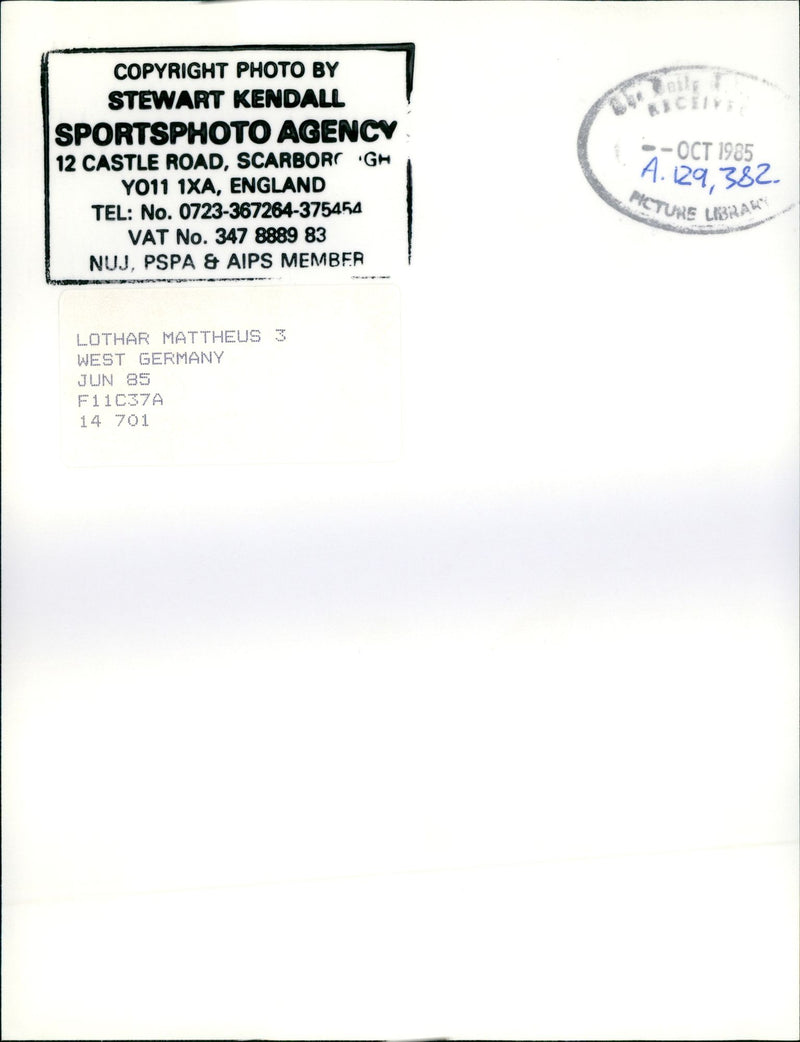 COPYRIGHT PHOTO BY
STEWART KENDALL
SPORTSPHOTO AGENCY
12 CASTLE ROAD, SCARBOROUGH
YO11 1XA, ENGLAND
TEL: No. 0723-367264-375454
VAT No. 347 8889 83
NUJ, PSPA & AIPS MEMBER
The Daily
RECEIVED
--OCT 1985
A.129,382.
PICTURE LIBRARY
LOTHAR MATTHEUS 3
WEST GERMANY
JUN 85
F11C37A
14 701